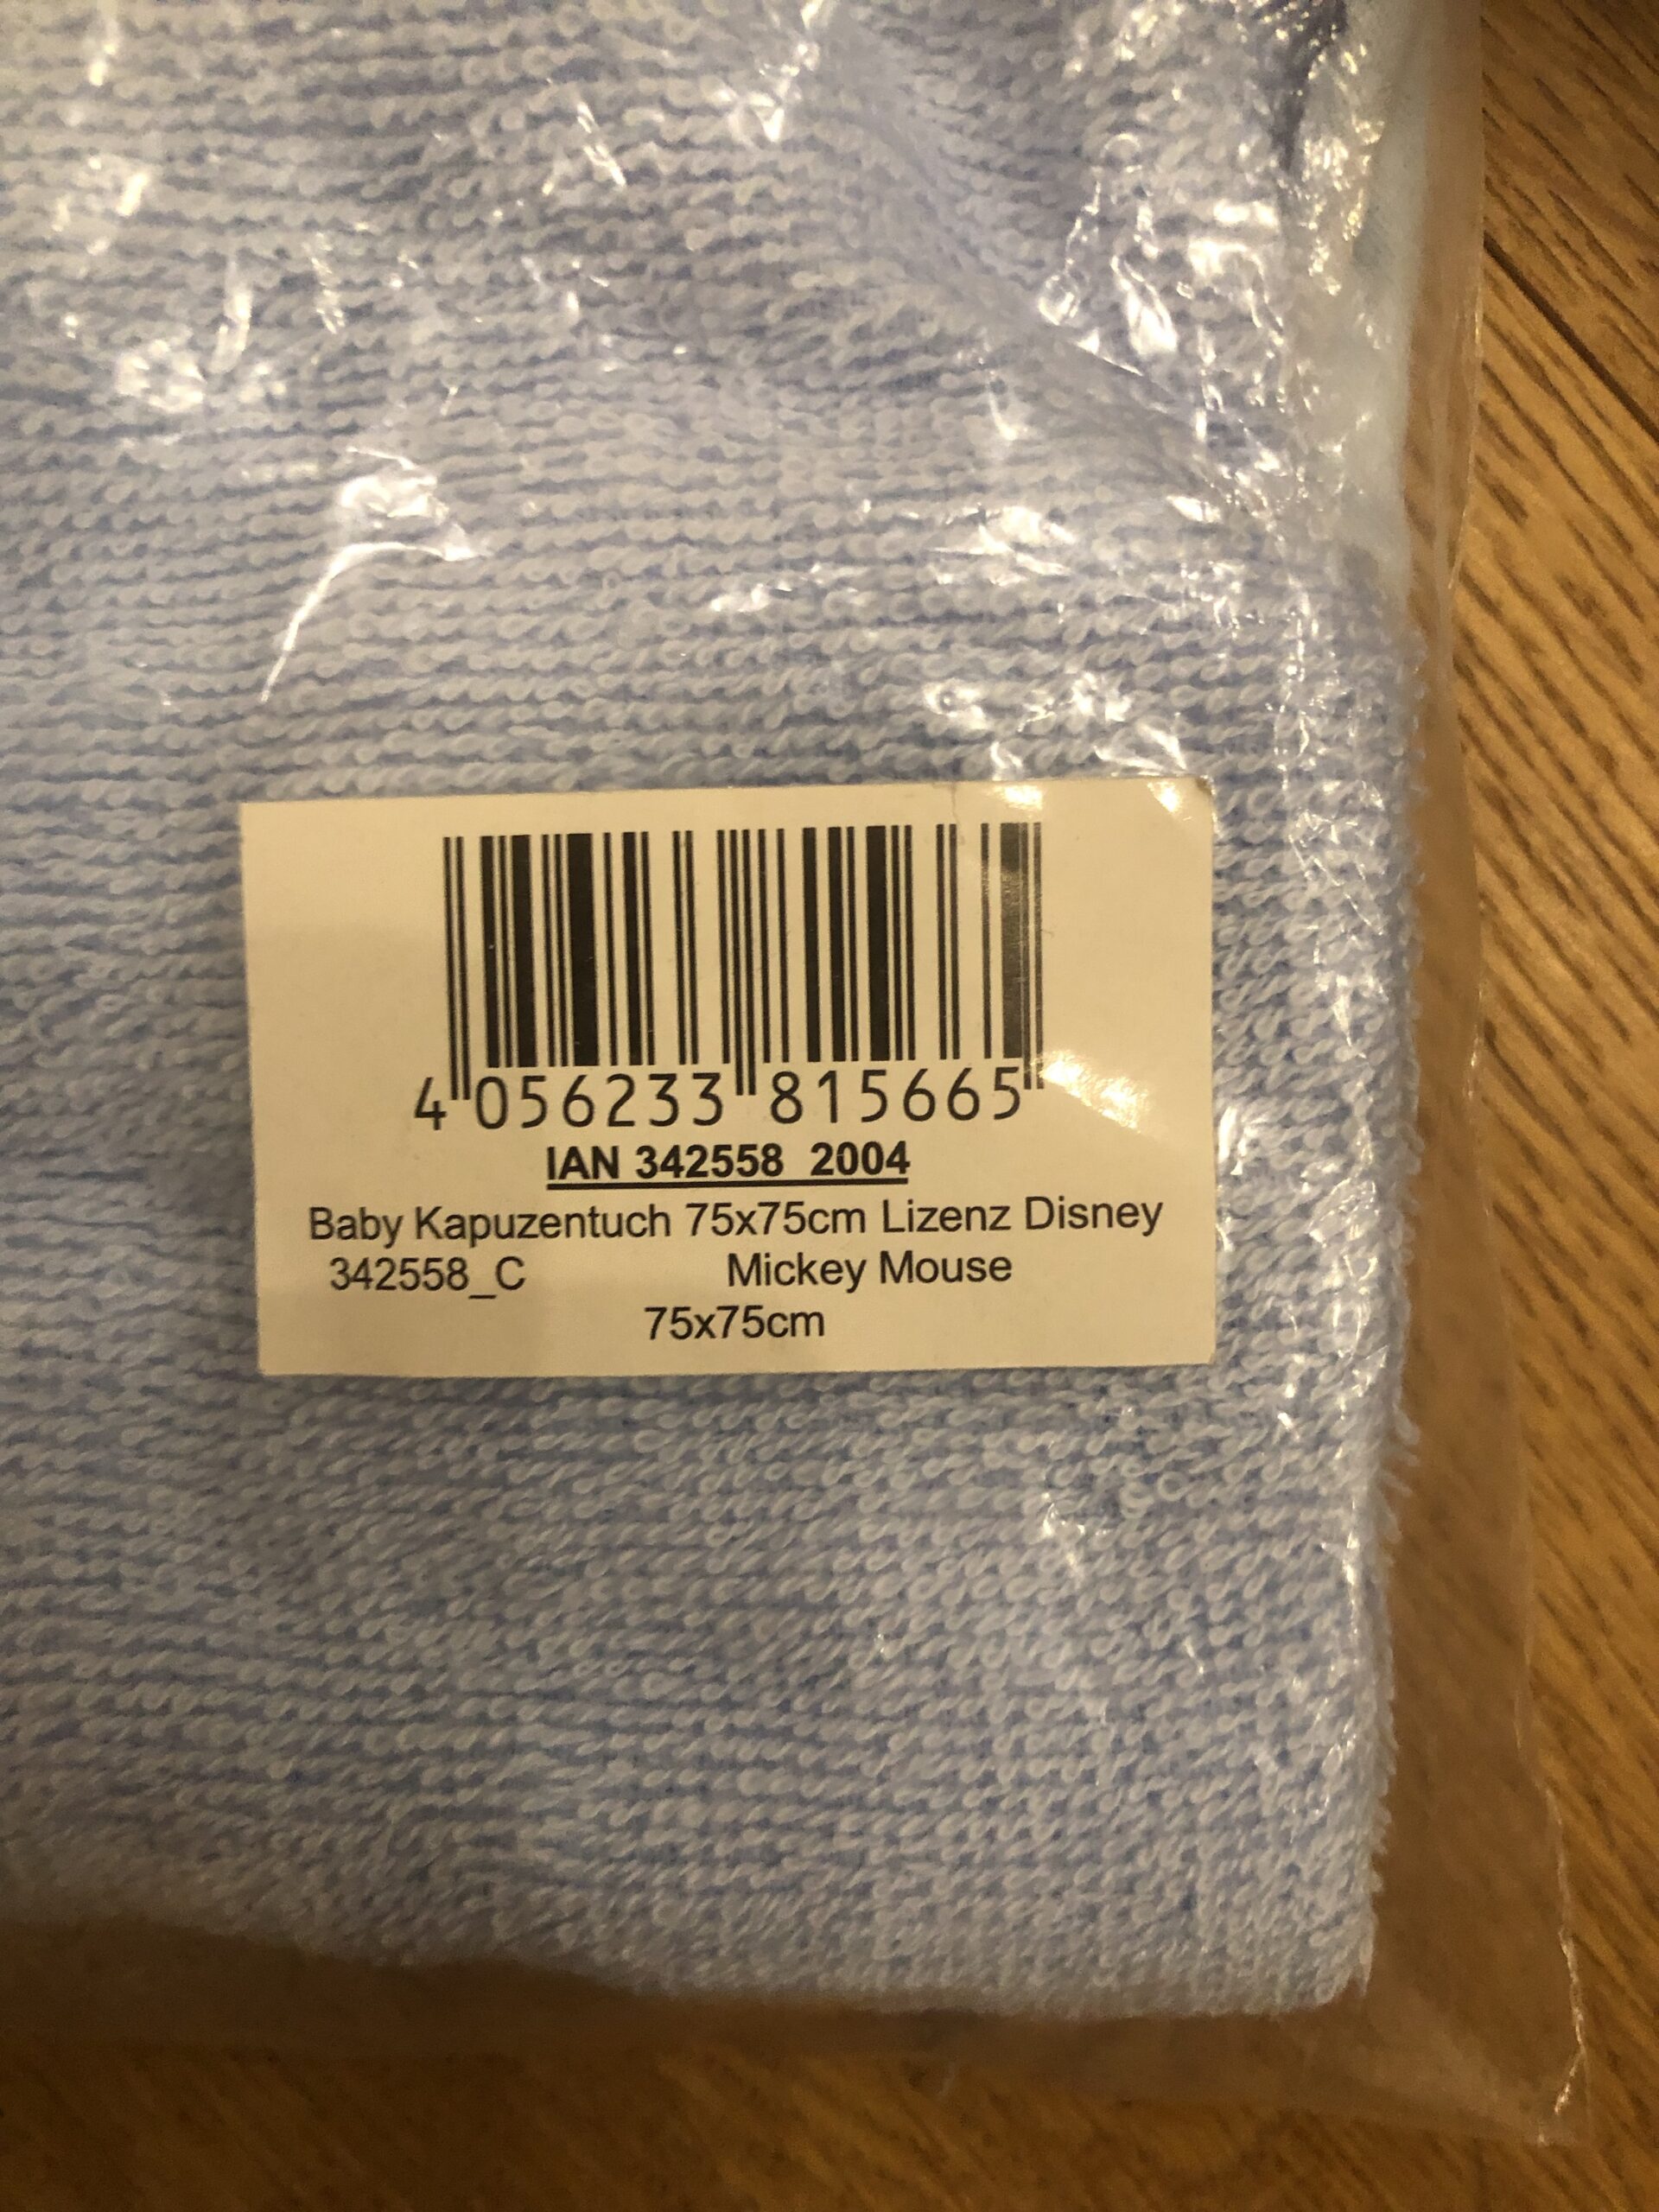 4 056233 815665
IAN 342558 2004
Baby Kapuzentuch 75x75cm Lizenz Disney
342558_C Mickey Mouse
75x75cm